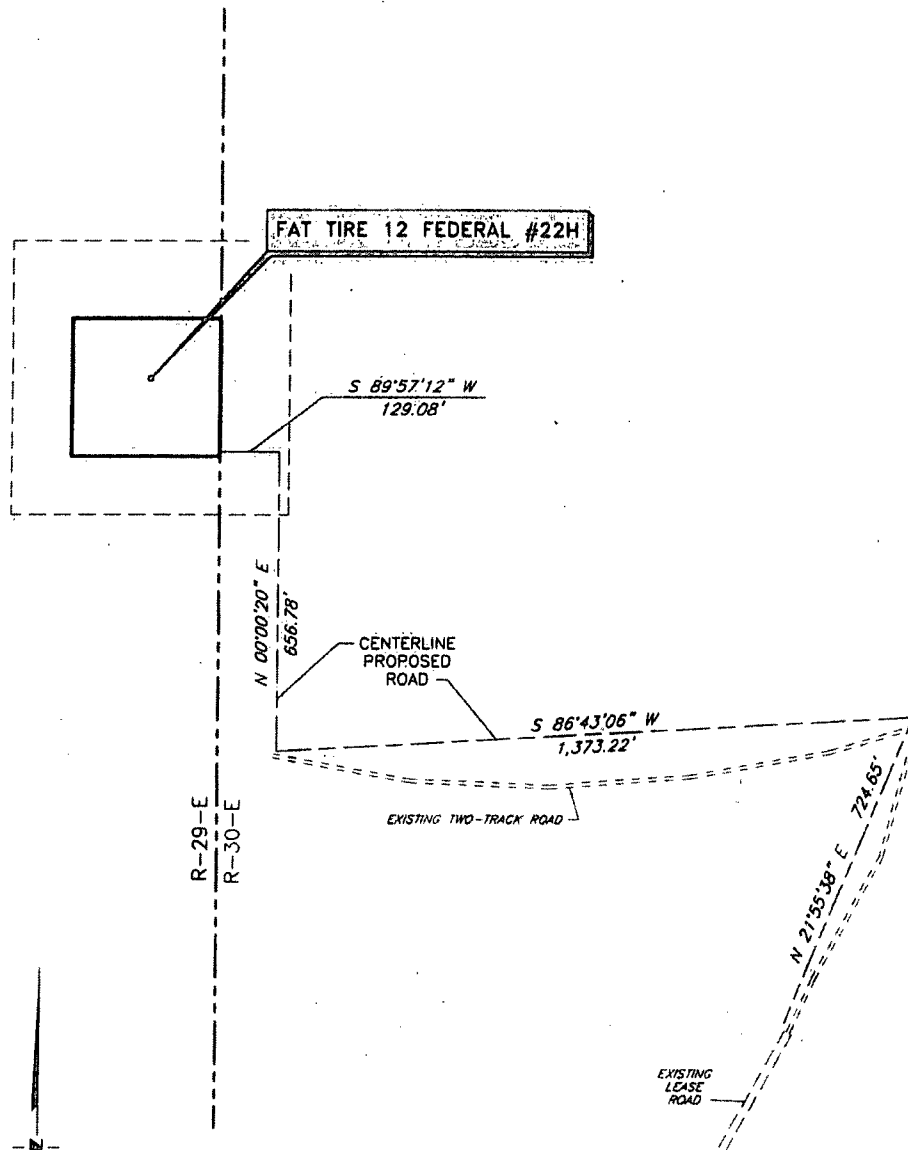 FAT TIRE 12 FEDERAL #22H
S 89°57'12" W
129.08'
N 00°00'20" E
656.78'
CENTERLINE
PROPOSED
ROAD
S 86°43'06" W
1,373.22'
EXISTING TWO-TRACK ROAD
R-29-E
R-30-E
N 21°55'38" E 724.65'
EXISTING
LEASE
ROAD
N